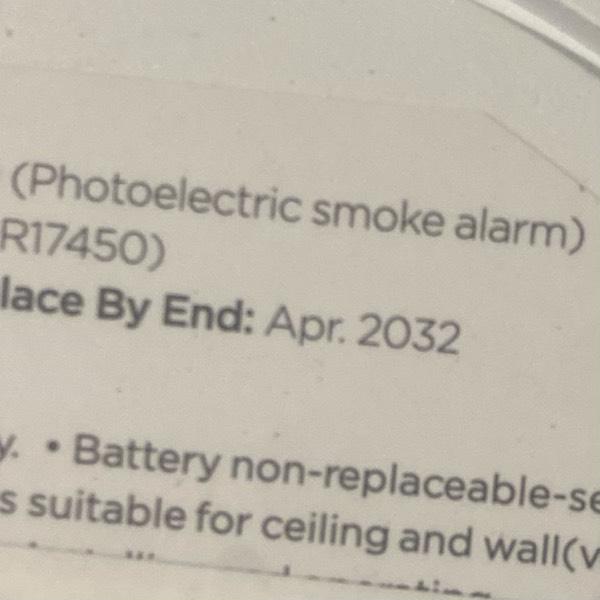 (Photoelectric smoke alarm)
R17450)
lace By End: Apr. 2032
y. • Battery non-replaceable-se
s suitable for ceiling and wall(v